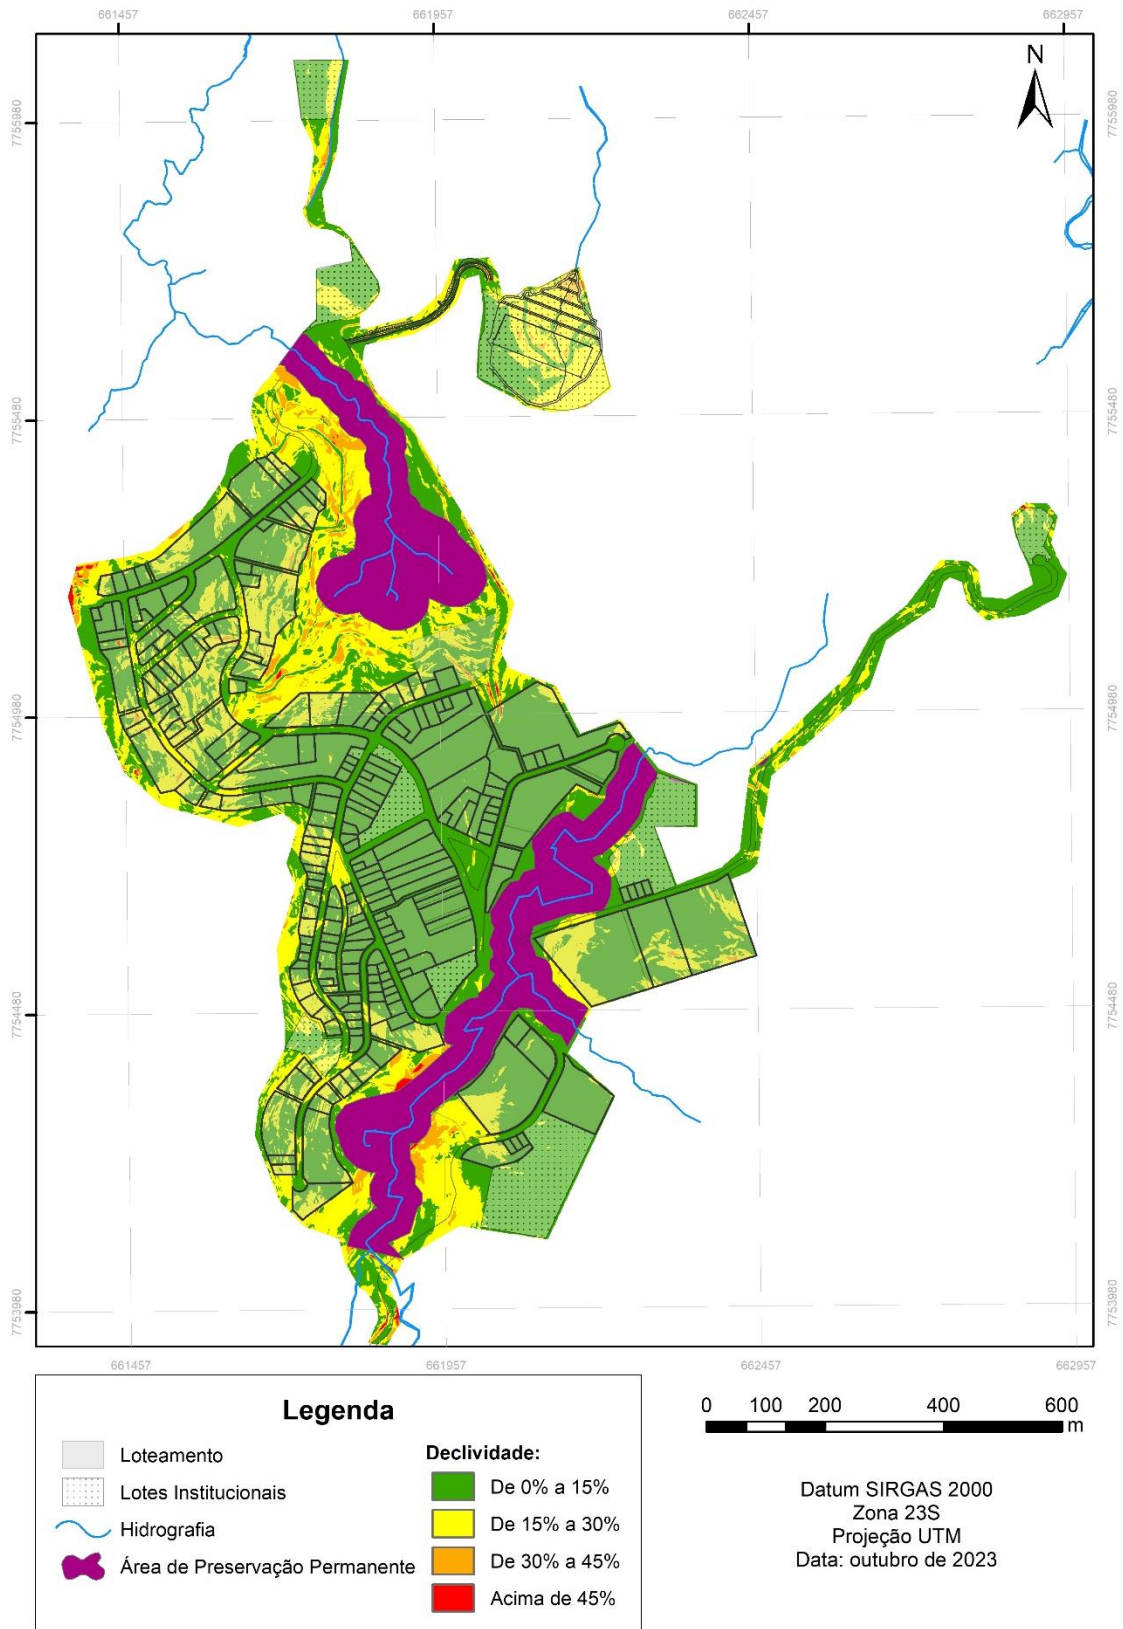 661457 661957 662457 662957
N
7755980 7755980
7755480 7755480
7754980 7754980
7754480 7754480
7753980 7753980
661457 661957 662457 662957
Legenda
Loteamento
Lotes Institucionais
Hidrografia
Área de Preservação Permanente
Declividade:
De 0% a 15%
De 15% a 30%
De 30% a 45%
Acima de 45%
0 100 200 400 600
m
Datum SIRGAS 2000
Zona 23S
Projeção UTM
Data: outubro de 2023